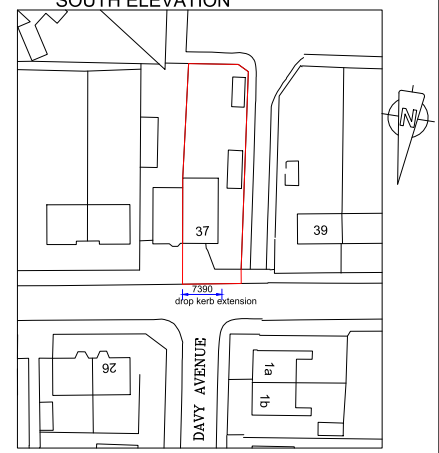 SOUTH ELEVATION
N
37
39
7390
drop kerb extension
26
DAVY AVENUE
1a
1b